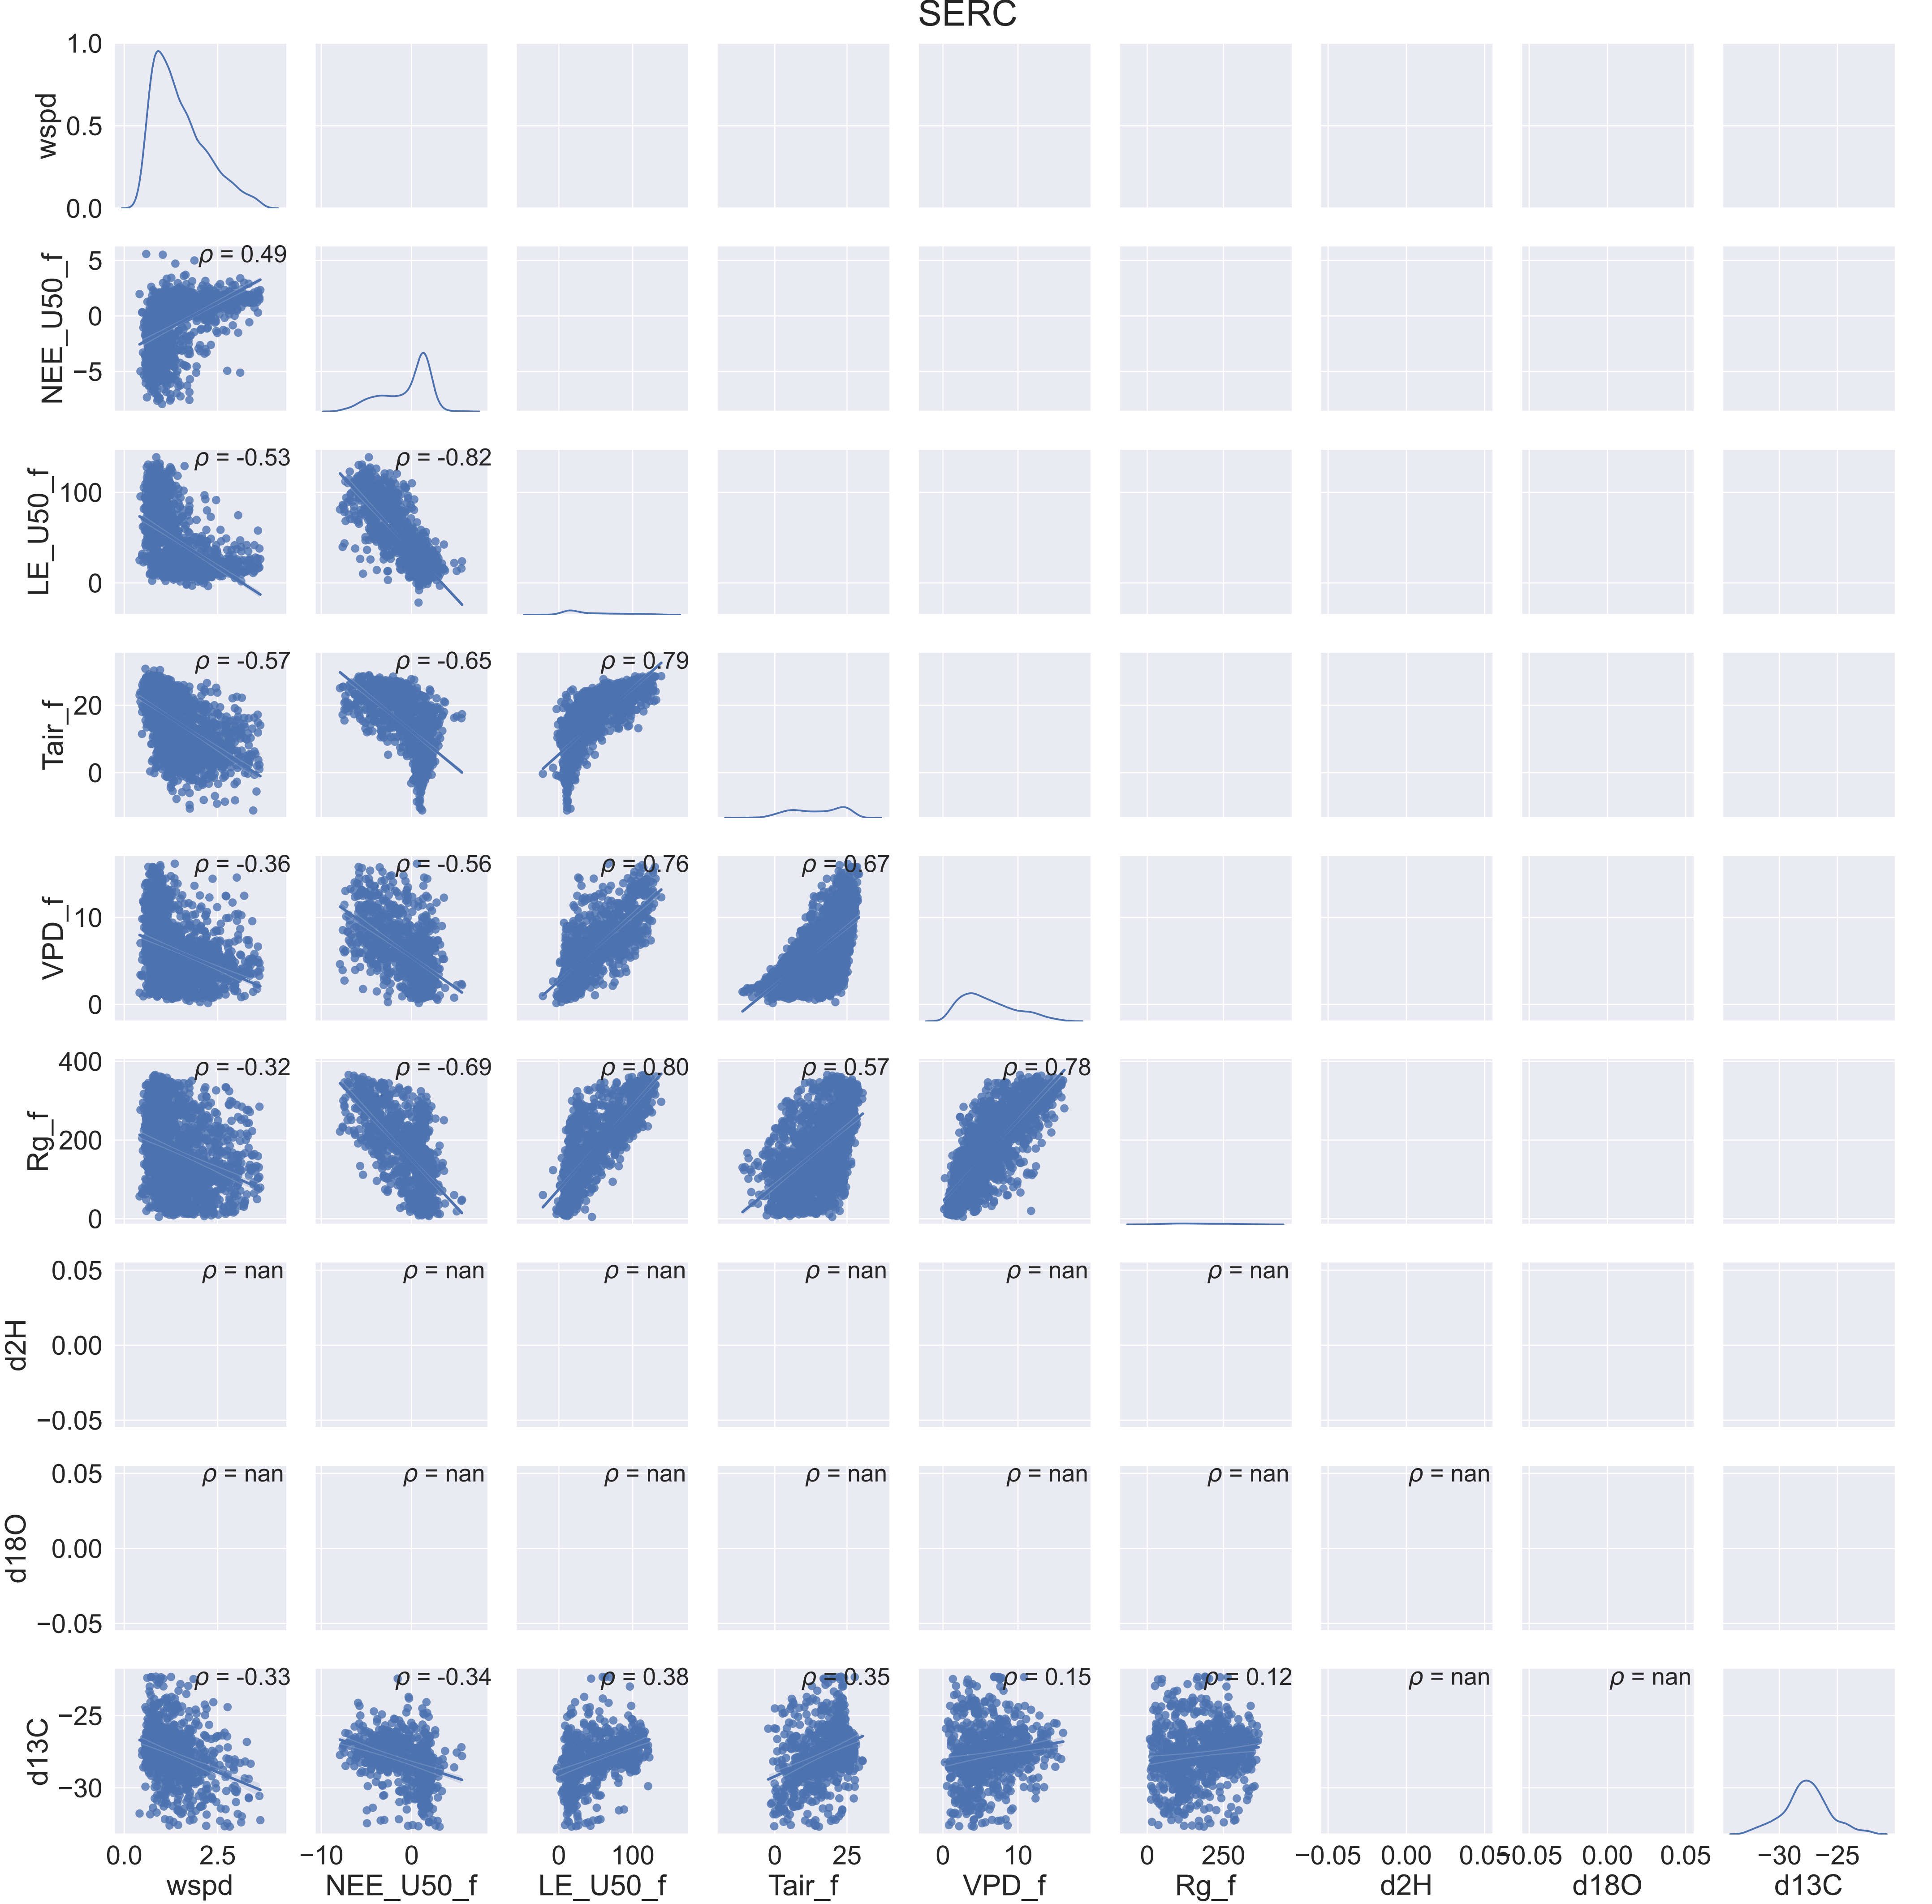 SERC
1.0
0.5
0.0
wspd
5
0
−5
NEE_U50_f
ρ = 0.49
100
0
LE_U50_f
ρ = -0.53
ρ = -0.82
20
0
Tair_f
ρ = -0.57
ρ = -0.65
ρ = 0.79
10
0
VPD_f
ρ = -0.36
ρ = -0.56
ρ = 0.76
ρ = 0.67
400
200
0
Rg_f
ρ = -0.32
ρ = -0.69
ρ = 0.80
ρ = 0.57
ρ = 0.78
0.05
0.00
−0.05
d2H
ρ = nan
ρ = nan
ρ = nan
ρ = nan
ρ = nan
ρ = nan
0.05
0.00
−0.05
d18O
ρ = nan
ρ = nan
ρ = nan
ρ = nan
ρ = nan
ρ = nan
ρ = nan
−25
−30
d13C
ρ = -0.33
ρ = -0.34
ρ = 0.38
ρ = 0.35
ρ = 0.15
ρ = 0.12
ρ = nan
ρ = nan
0.0 2.5
−10 0
0 100
0 25
0 10
0 250
−0.05 0.00 0.05
−0.05 0.00 0.05
−30 −25
wspd
NEE_U50_f
LE_U50_f
Tair_f
VPD_f
Rg_f
d2H
d18O
d13C